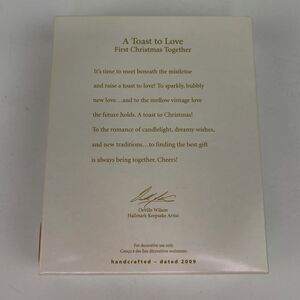 A Toast to Love
First Christmas Together
It's time to meet beneath the mistletoe
and raise a toast to love! To sparkly, bubbly
new love...and to the mellow vintage love
the future holds. A toast to Christmas!
To the romance of candlelight, dreamy wishes,
and new traditions...to finding the best gift
is always being together. Cheers!
Orville Wilson
Hallmark Keepsake Artist
For decorative use only.
Conçu à des fins décoratives seulement.
handcrafted – dated 2009